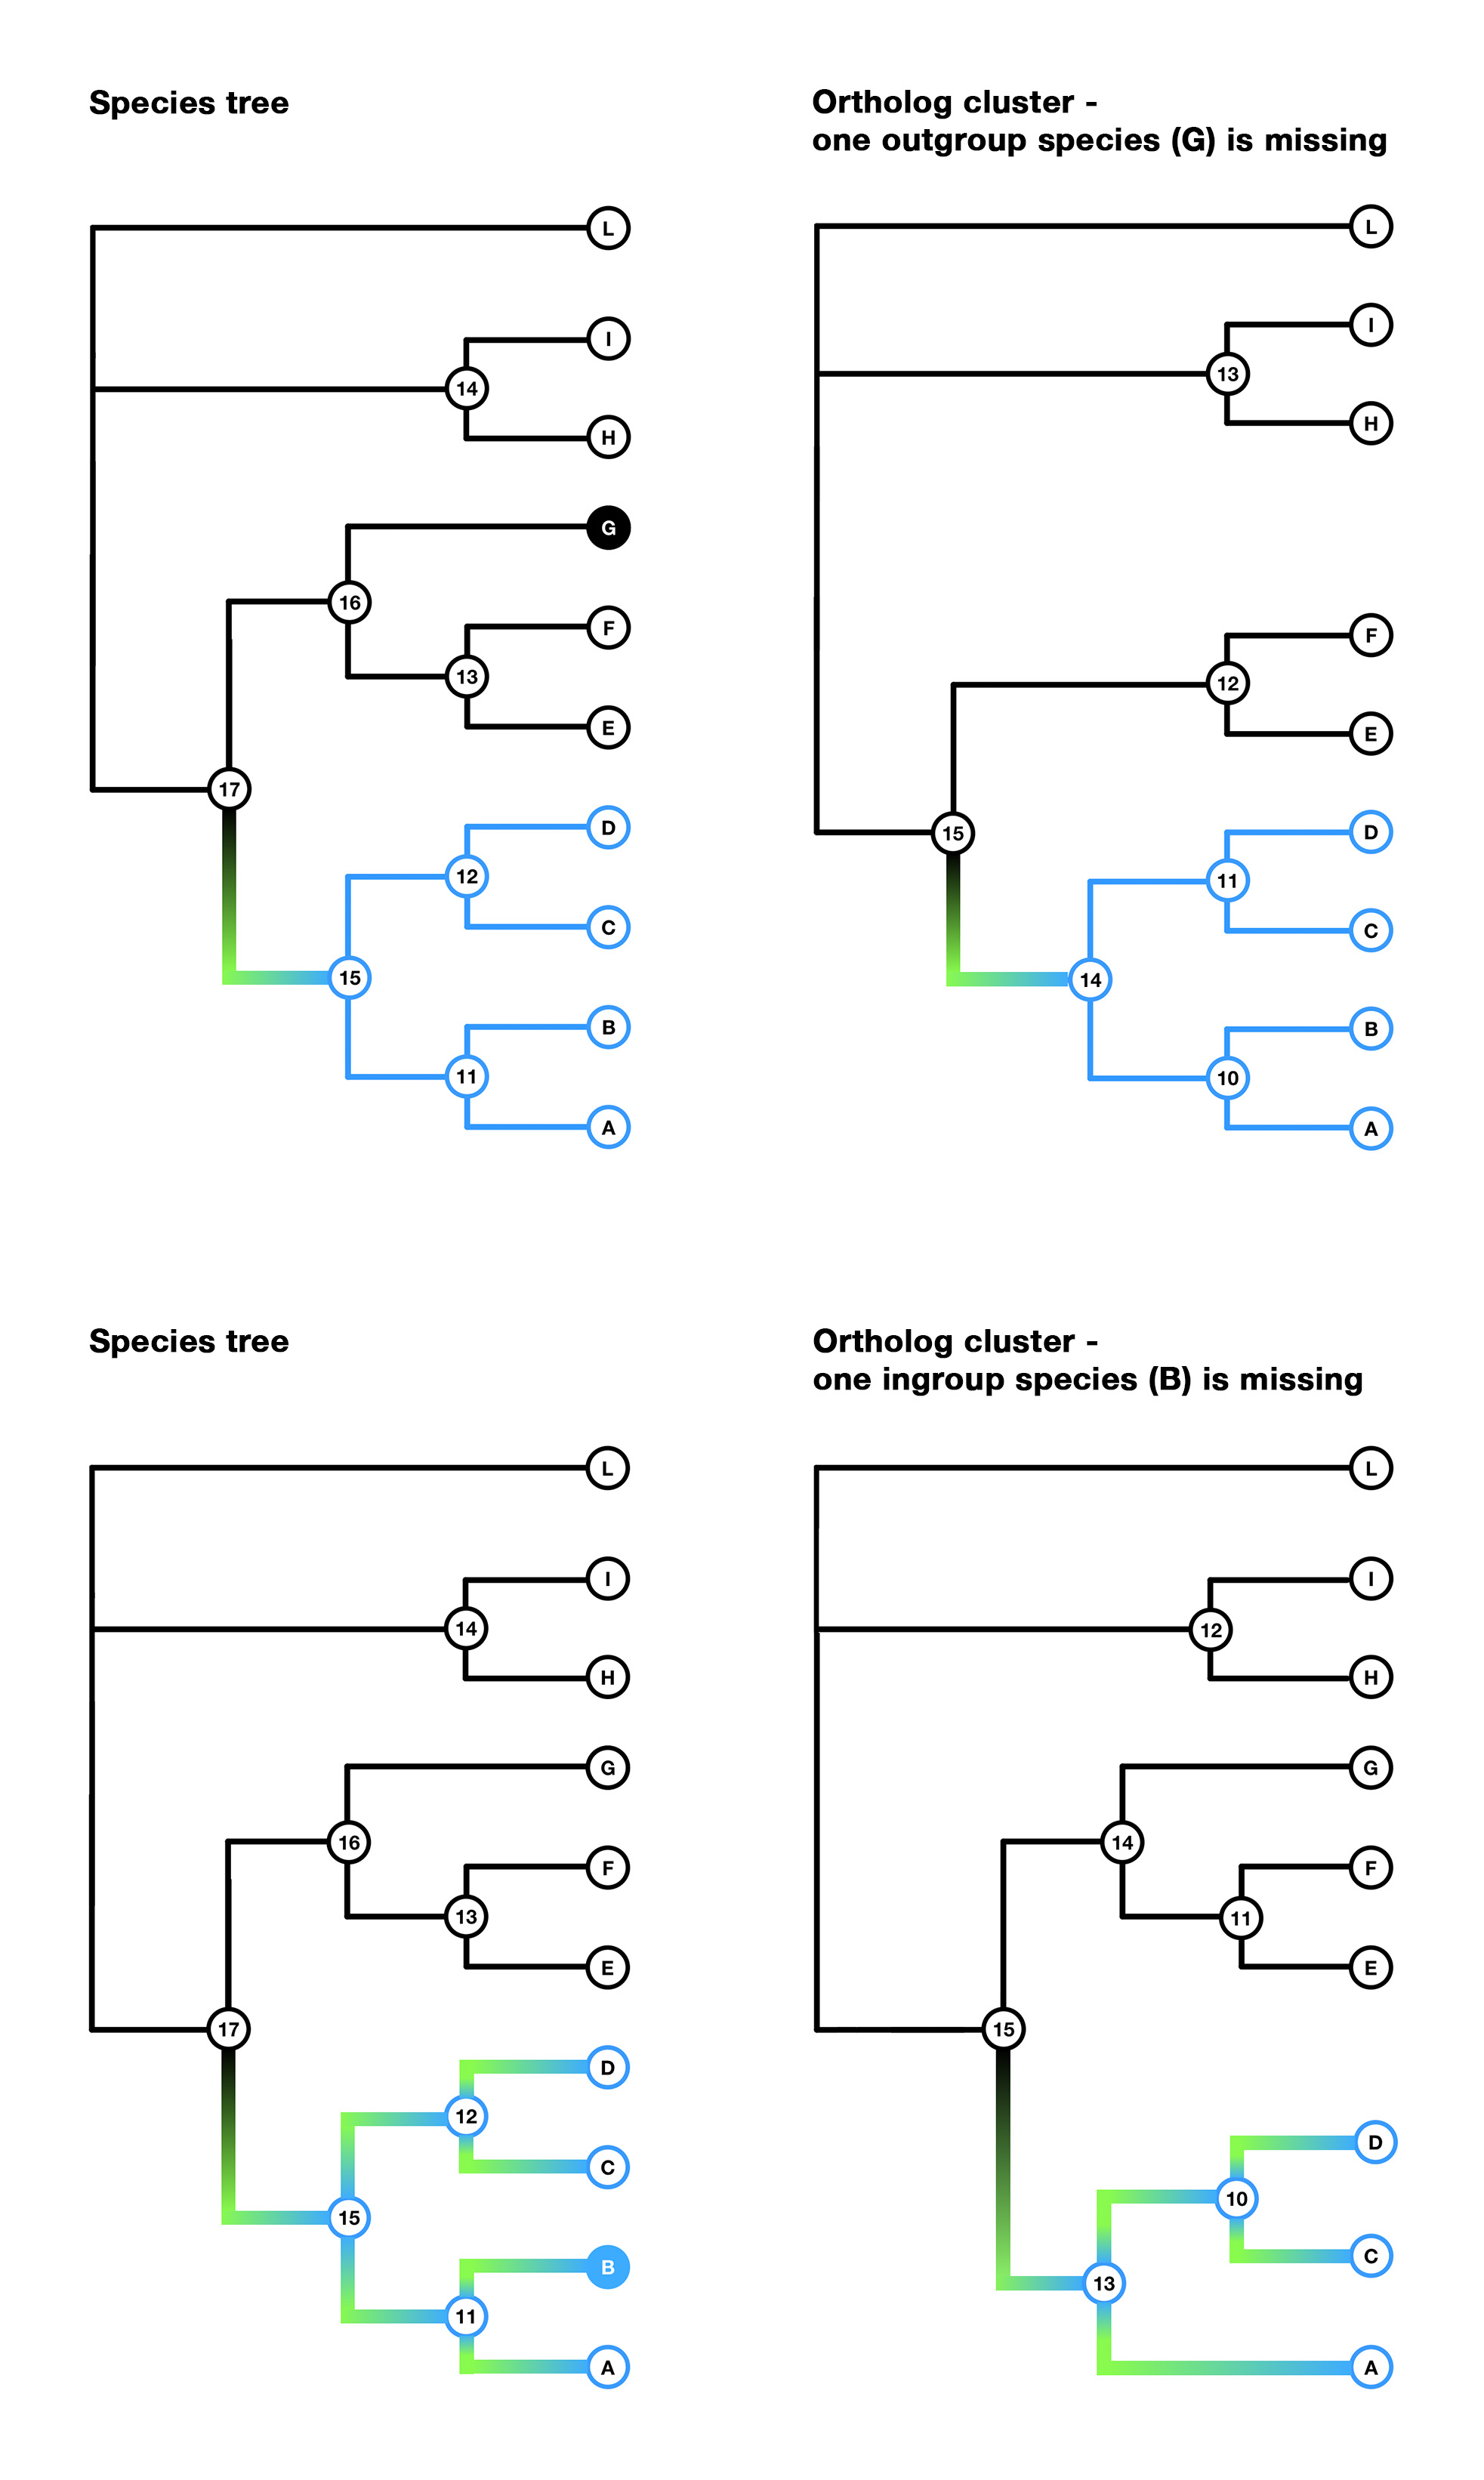 Species tree
L
I
14
H
G
16
F
13
E
17
D
12
C
15
B
11
A
Ortholog cluster -
one outgroup species (G) is missing
L
I
13
H
F
12
E
15
D
11
C
14
B
10
A
Species tree
L
I
14
H
G
16
F
13
E
17
D
12
C
15
B
11
A
Ortholog cluster -
one ingroup species (B) is missing
L
I
12
H
G
14
F
11
E
15
D
10
C
13
A